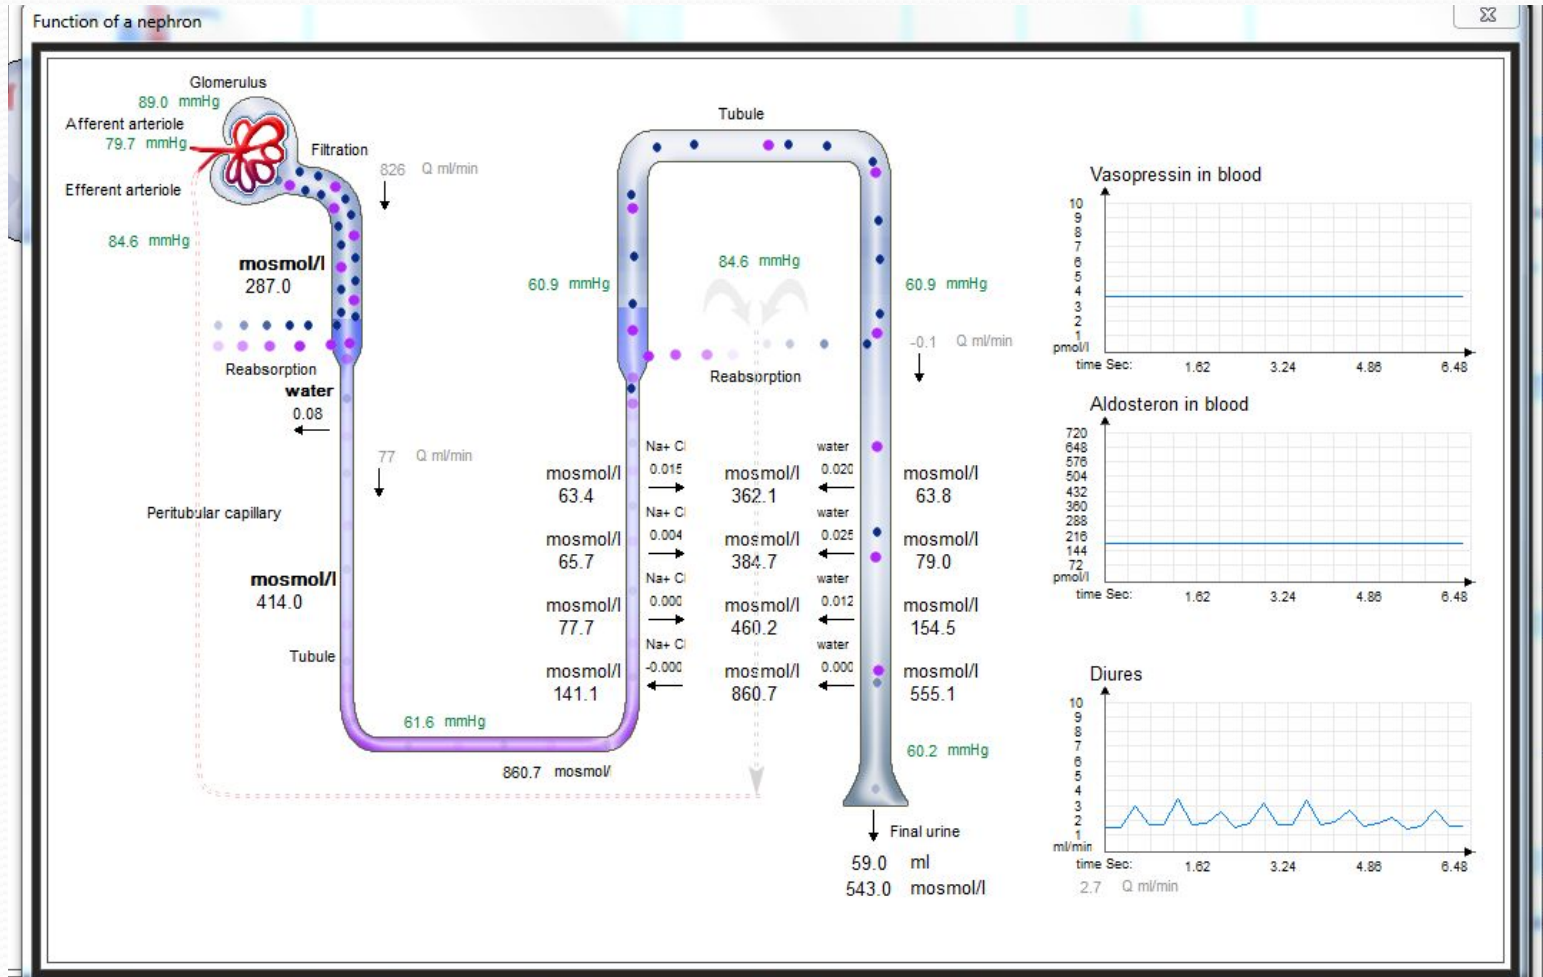 Function of a nephron
Glomerulus
89.0 mmHg
Afferent arteriole
79.7 mmHg
Filtration
826 Q ml/min
Efferent arteriole
84.6 mmHg
mosmol/l
287.0
Reabsorption
water
0.08
77 Q ml/min
Peritubular capillary
mosmol/l
414.0
Tubule
61.6 mmHg
860.7 mosmol/
Tubule
60.9 mmHg
84.6 mmHg
60.9 mmHg
-0.1 Q ml/min
Reabsorption
Na+ Cl water
mosmol/l 0.015 mosmol/l 0.020 mosmol/l
63.4 362.1 63.8
Na+ Cl water
mosmol/l 0.004 mosmol/l 0.025 mosmol/l
65.7 384.7 79.0
Na+ Cl water
mosmol/l 0.000 mosmol/l 0.012 mosmol/l
77.7 460.2 154.5
Na+ Cl water
mosmol/l -0.000 mosmol/l 0.000 mosmol/l
141.1 860.7 555.1
60.2 mmHg
Final urine
59.0 ml
543.0 mosmol/l
Vasopressin in blood
10
9
8
7
6
5
4
3
2
1
pmol/l
time Sec: 1.62 3.24 4.86 6.48
Aldosteron in blood
720
648
576
504
432
360
288
216
144
72
pmol/l
time Sec: 1.62 3.24 4.86 6.48
Diures
10
9
8
7
6
5
4
3
2
1
ml/min
time Sec: 1.62 3.24 4.86 6.48
2.7 Q ml/min